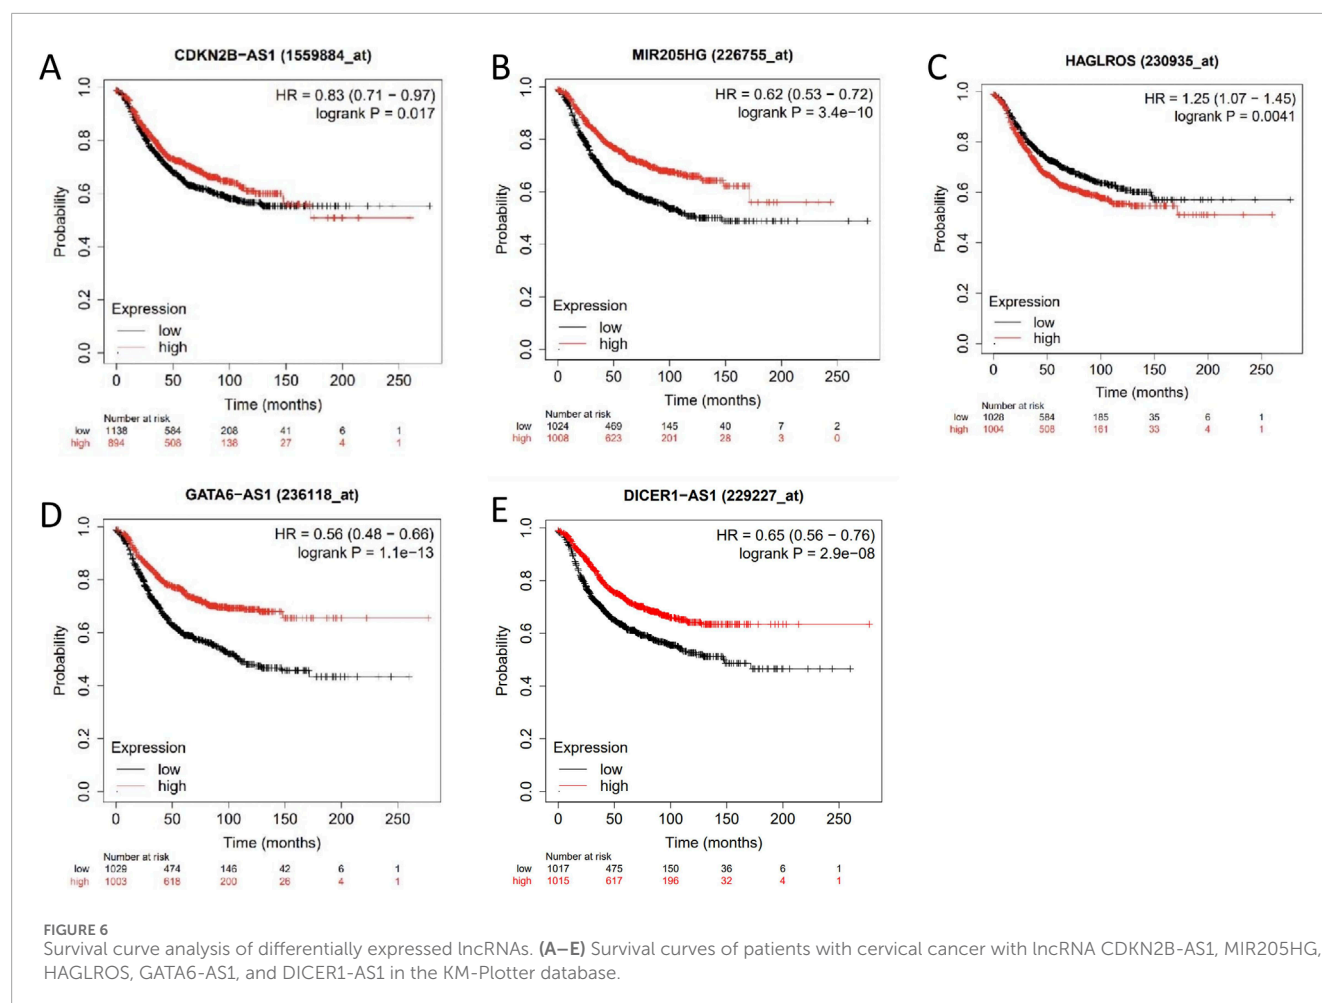 A
CDKN2B−AS1 (1559884_at)
HR = 0.83 (0.71 − 0.97)
logrank P = 0.017
Probability
1.0
0.8
0.6
0.4
0.2
0.0
Expression
low
high
0 50 100 150 200 250
Time (months)
Number at risk
low 1138 584 208 41 6 1
high 894 508 138 27 4 1
B
MIR205HG (226755_at)
HR = 0.62 (0.53 − 0.72)
logrank P = 3.4e−10
Probability
1.0
0.8
0.6
0.4
0.2
0.0
Expression
low
high
0 50 100 150 200 250
Time (months)
Number at risk
low 1024 469 145 40 7 2
high 1008 623 201 28 3 0
C
HAGLROS (230935_at)
HR = 1.25 (1.07 − 1.45)
logrank P = 0.0041
Probability
1.0
0.8
0.6
0.4
0.2
0.0
Expression
low
high
0 50 100 150 200 250
Time (months)
Number at risk
low 1028 584 185 35 6 1
high 1004 508 161 33 4 1
D
GATA6−AS1 (236118_at)
HR = 0.56 (0.48 − 0.66)
logrank P = 1.1e−13
Probability
1.0
0.8
0.6
0.4
0.2
0.0
Expression
low
high
0 50 100 150 200 250
Time (months)
Number at risk
low 1029 474 146 42 6 1
high 1003 618 200 26 4 1
E
DICER1−AS1 (229227_at)
HR = 0.65 (0.56 − 0.76)
logrank P = 2.9e−08
Probability
1.0
0.8
0.6
0.4
0.2
0.0
Expression
low
high
0 50 100 150 200 250
Time (months)
Number at risk
low 1017 475 150 36 6 1
high 1015 617 196 32 4 1
FIGURE 6
Survival curve analysis of differentially expressed lncRNAs. (A–E) Survival curves of patients with cervical cancer with lncRNA CDKN2B-AS1, MIR205HG,
HAGLROS, GATA6-AS1, and DICER1-AS1 in the KM-Plotter database.